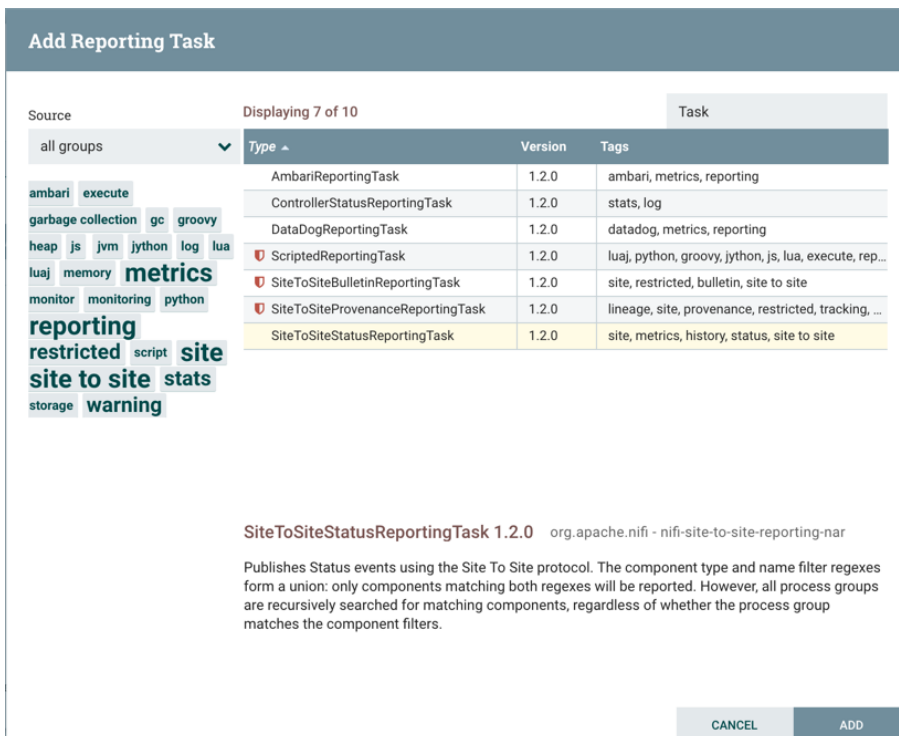 Add Reporting Task
Source
all groups
ambari execute
garbage collection gc groovy
heap js jvm jython log lua
luaj memory metrics
monitor monitoring python
reporting
restricted script site
site to site stats
storage warning
Displaying 7 of 10
Task
Type Version Tags
AmbariReportingTask 1.2.0 ambari, metrics, reporting
ControllerStatusReportingTask 1.2.0 stats, log
DataDogReportingTask 1.2.0 datadog, metrics, reporting
ScriptedReportingTask 1.2.0 luaj, python, groovy, jython, js, lua, execute, rep...
SiteToSiteBulletinReportingTask 1.2.0 site, restricted, bulletin, site to site
SiteToSiteProvenanceReportingTask 1.2.0 lineage, site, provenance, restricted, tracking, ...
SiteToSiteStatusReportingTask 1.2.0 site, metrics, history, status, site to site
SiteToSiteStatusReportingTask 1.2.0 org.apache.nifi - nifi-site-to-site-reporting-nar
Publishes Status events using the Site To Site protocol. The component type and name filter regexes
form a union: only components matching both regexes will be reported. However, all process groups
are recursively searched for matching components, regardless of whether the process group
matches the component filters.
CANCEL ADD